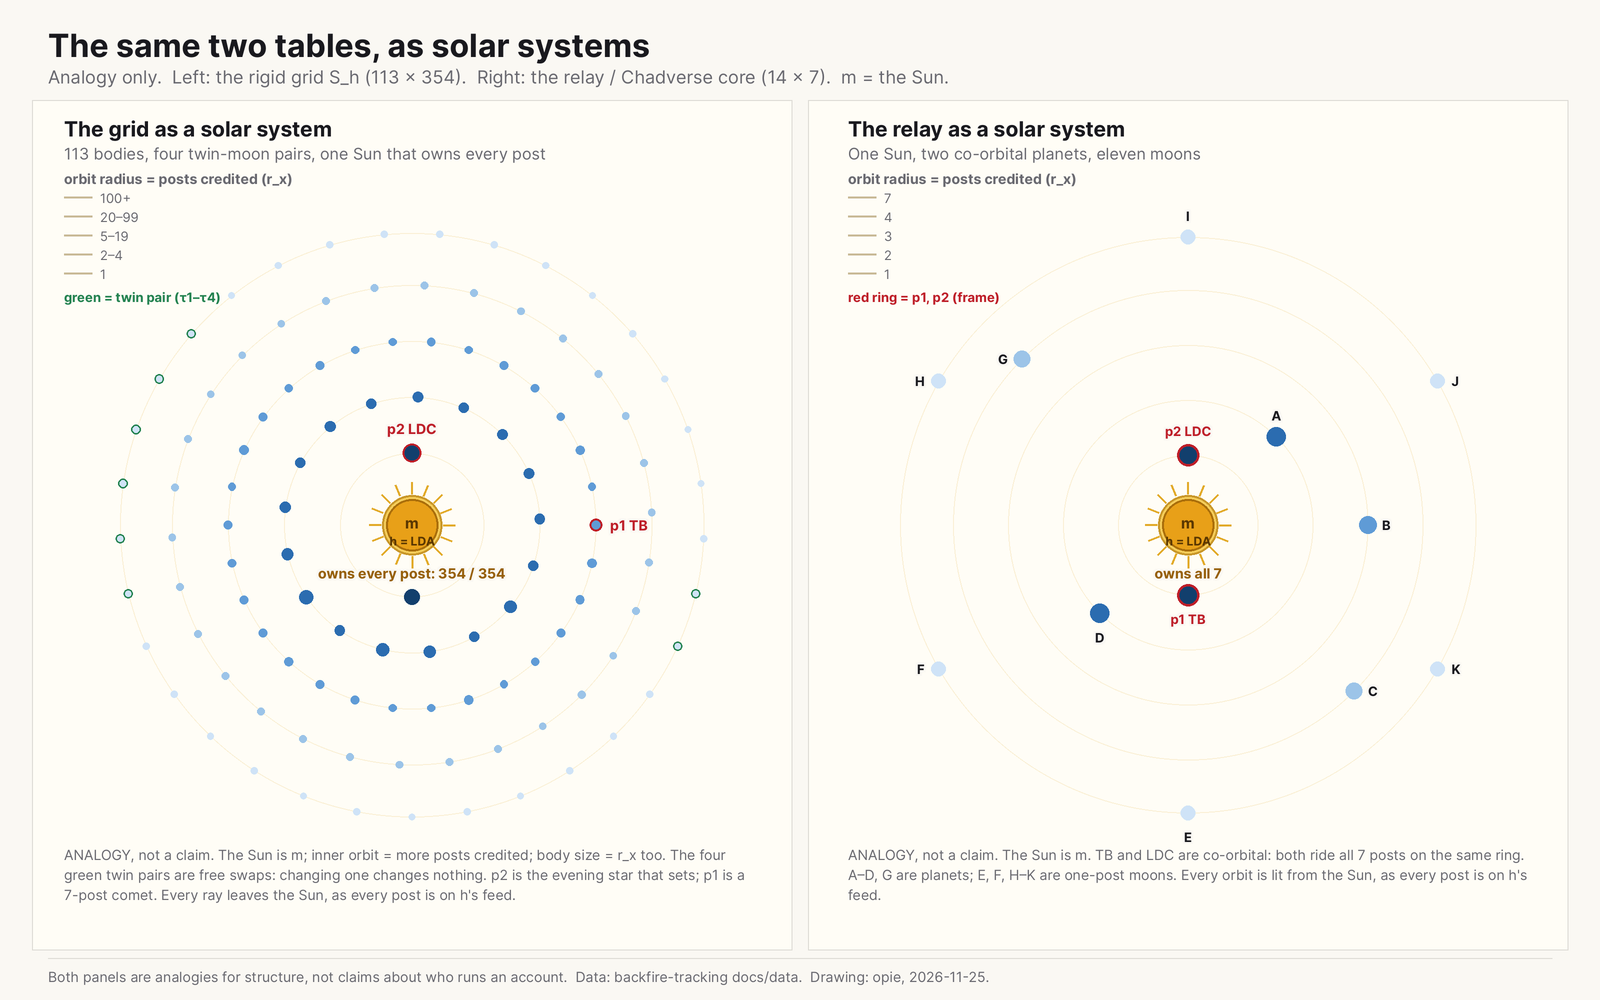 The same two tables, as solar systems
Analogy only. Left: the rigid grid S_h (113 × 354). Right: the relay / Chadverse core (14 × 7). m = the Sun.
The grid as a solar system
113 bodies, four twin-moon pairs, one Sun that owns every post
orbit radius = posts credited (r_x)
100+
20–99
5–19
2–4
1
green = twin pair (τ1–τ4)
p2 LDC
m
h = LDA
p1 TB
owns every post: 354 / 354
ANALOGY, not a claim. The Sun is m; inner orbit = more posts credited; body size = r_x too. The four
green twin pairs are free swaps: changing one changes nothing. p2 is the evening star that sets; p1 is a
7-post comet. Every ray leaves the Sun, as every post is on h's feed.
The relay as a solar system
One Sun, two co-orbital planets, eleven moons
orbit radius = posts credited (r_x)
7
4
3
2
1
red ring = p1, p2 (frame)
I
G
H
J
A
p2 LDC
m
h = LDA
B
owns all 7
p1 TB
D
F
K
C
E
ANALOGY, not a claim. The Sun is m. TB and LDC are co-orbital: both ride all 7 posts on the same ring.
A–D, G are planets; E, F, H–K are one-post moons. Every orbit is lit from the Sun, as every post is on h's
feed.
Both panels are analogies for structure, not claims about who runs an account. Data: backfire-tracking docs/data. Drawing: opie, 2026-11-25.